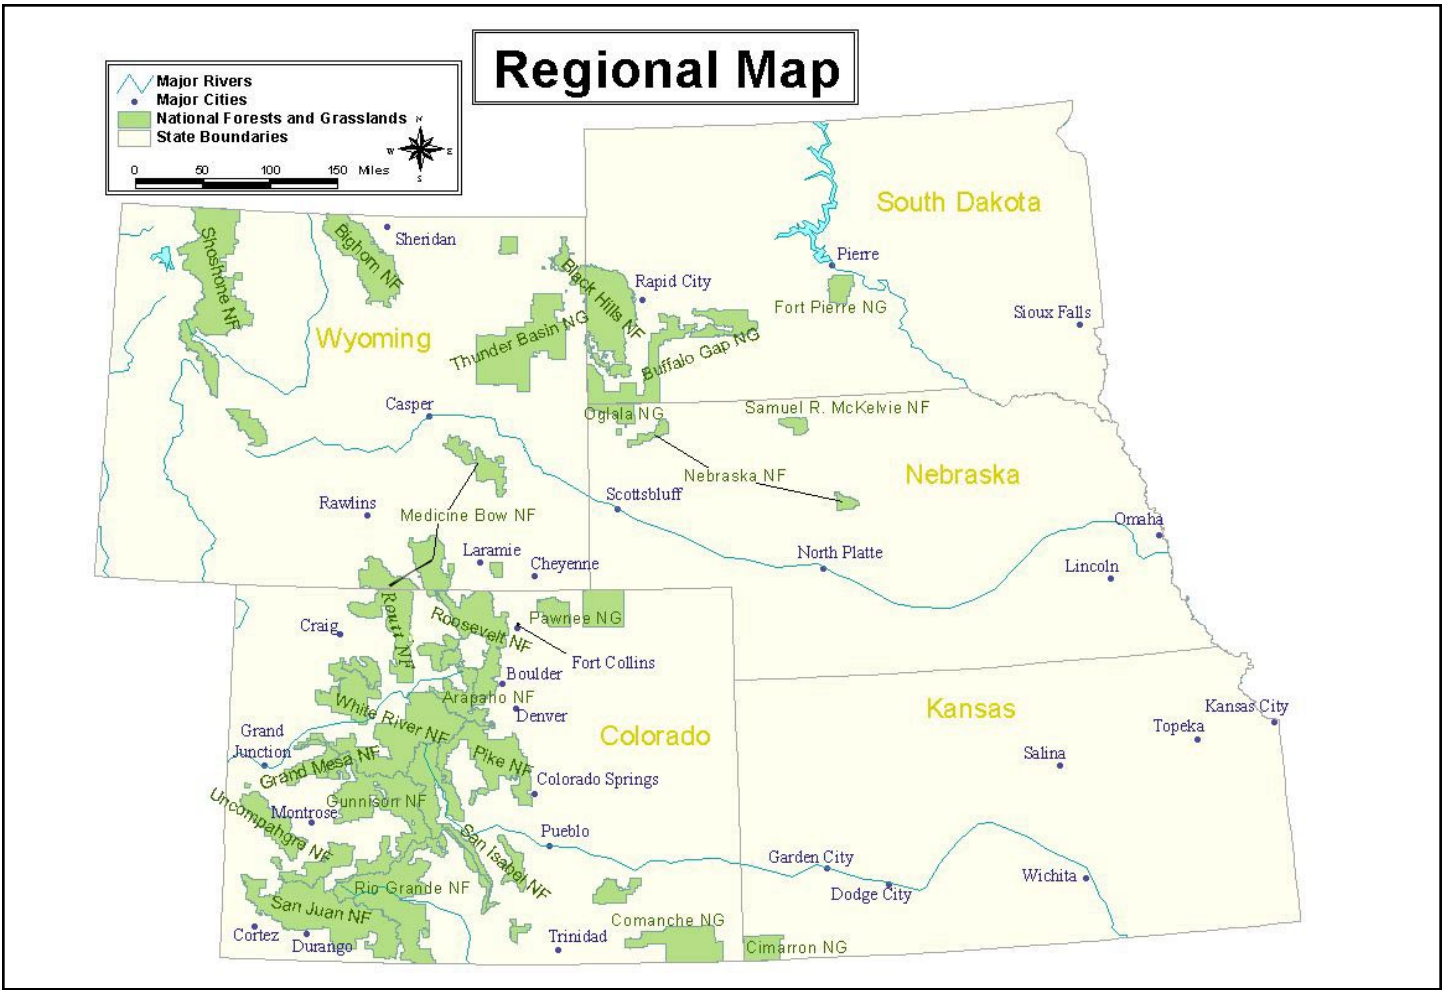 Regional Map
Major Rivers
Major Cities
National Forests and Grasslands
State Boundaries
N
W E
S
0 50 100 150 Miles
South Dakota
Shoshone NF
Bighorn NF
Sheridan
Pierre
Black Hills NF
Rapid City
Fort Pierre NG
Sioux Falls
Wyoming
Thunder Basin NG
Buffalo Gap NG
Casper
Oglala NG
Samuel R. McKelvie NF
Nebraska NF
Nebraska
Scottsbluff
Rawlins
Medicine Bow NF
Omaha
Laramie
Cheyenne
North Platte
Lincoln
Routt NF
Roosevelt NF
Pawnee NG
Craig
Fort Collins
Boulder
Arapaho NF
White River NF
Denver
Kansas
Kansas City
Topeka
Grand
Junction
Colorado
Salina
Grand Mesa NF
Pike NF
Colorado Springs
Uncompahgre NF
Gunnison NF
Montrose
Pueblo
San Isabel NF
Garden City
Dodge City
Wichita
Rio Grande NF
San Juan NF
Comanche NG
Cimarron NG
Cortez
Durango
Trinidad